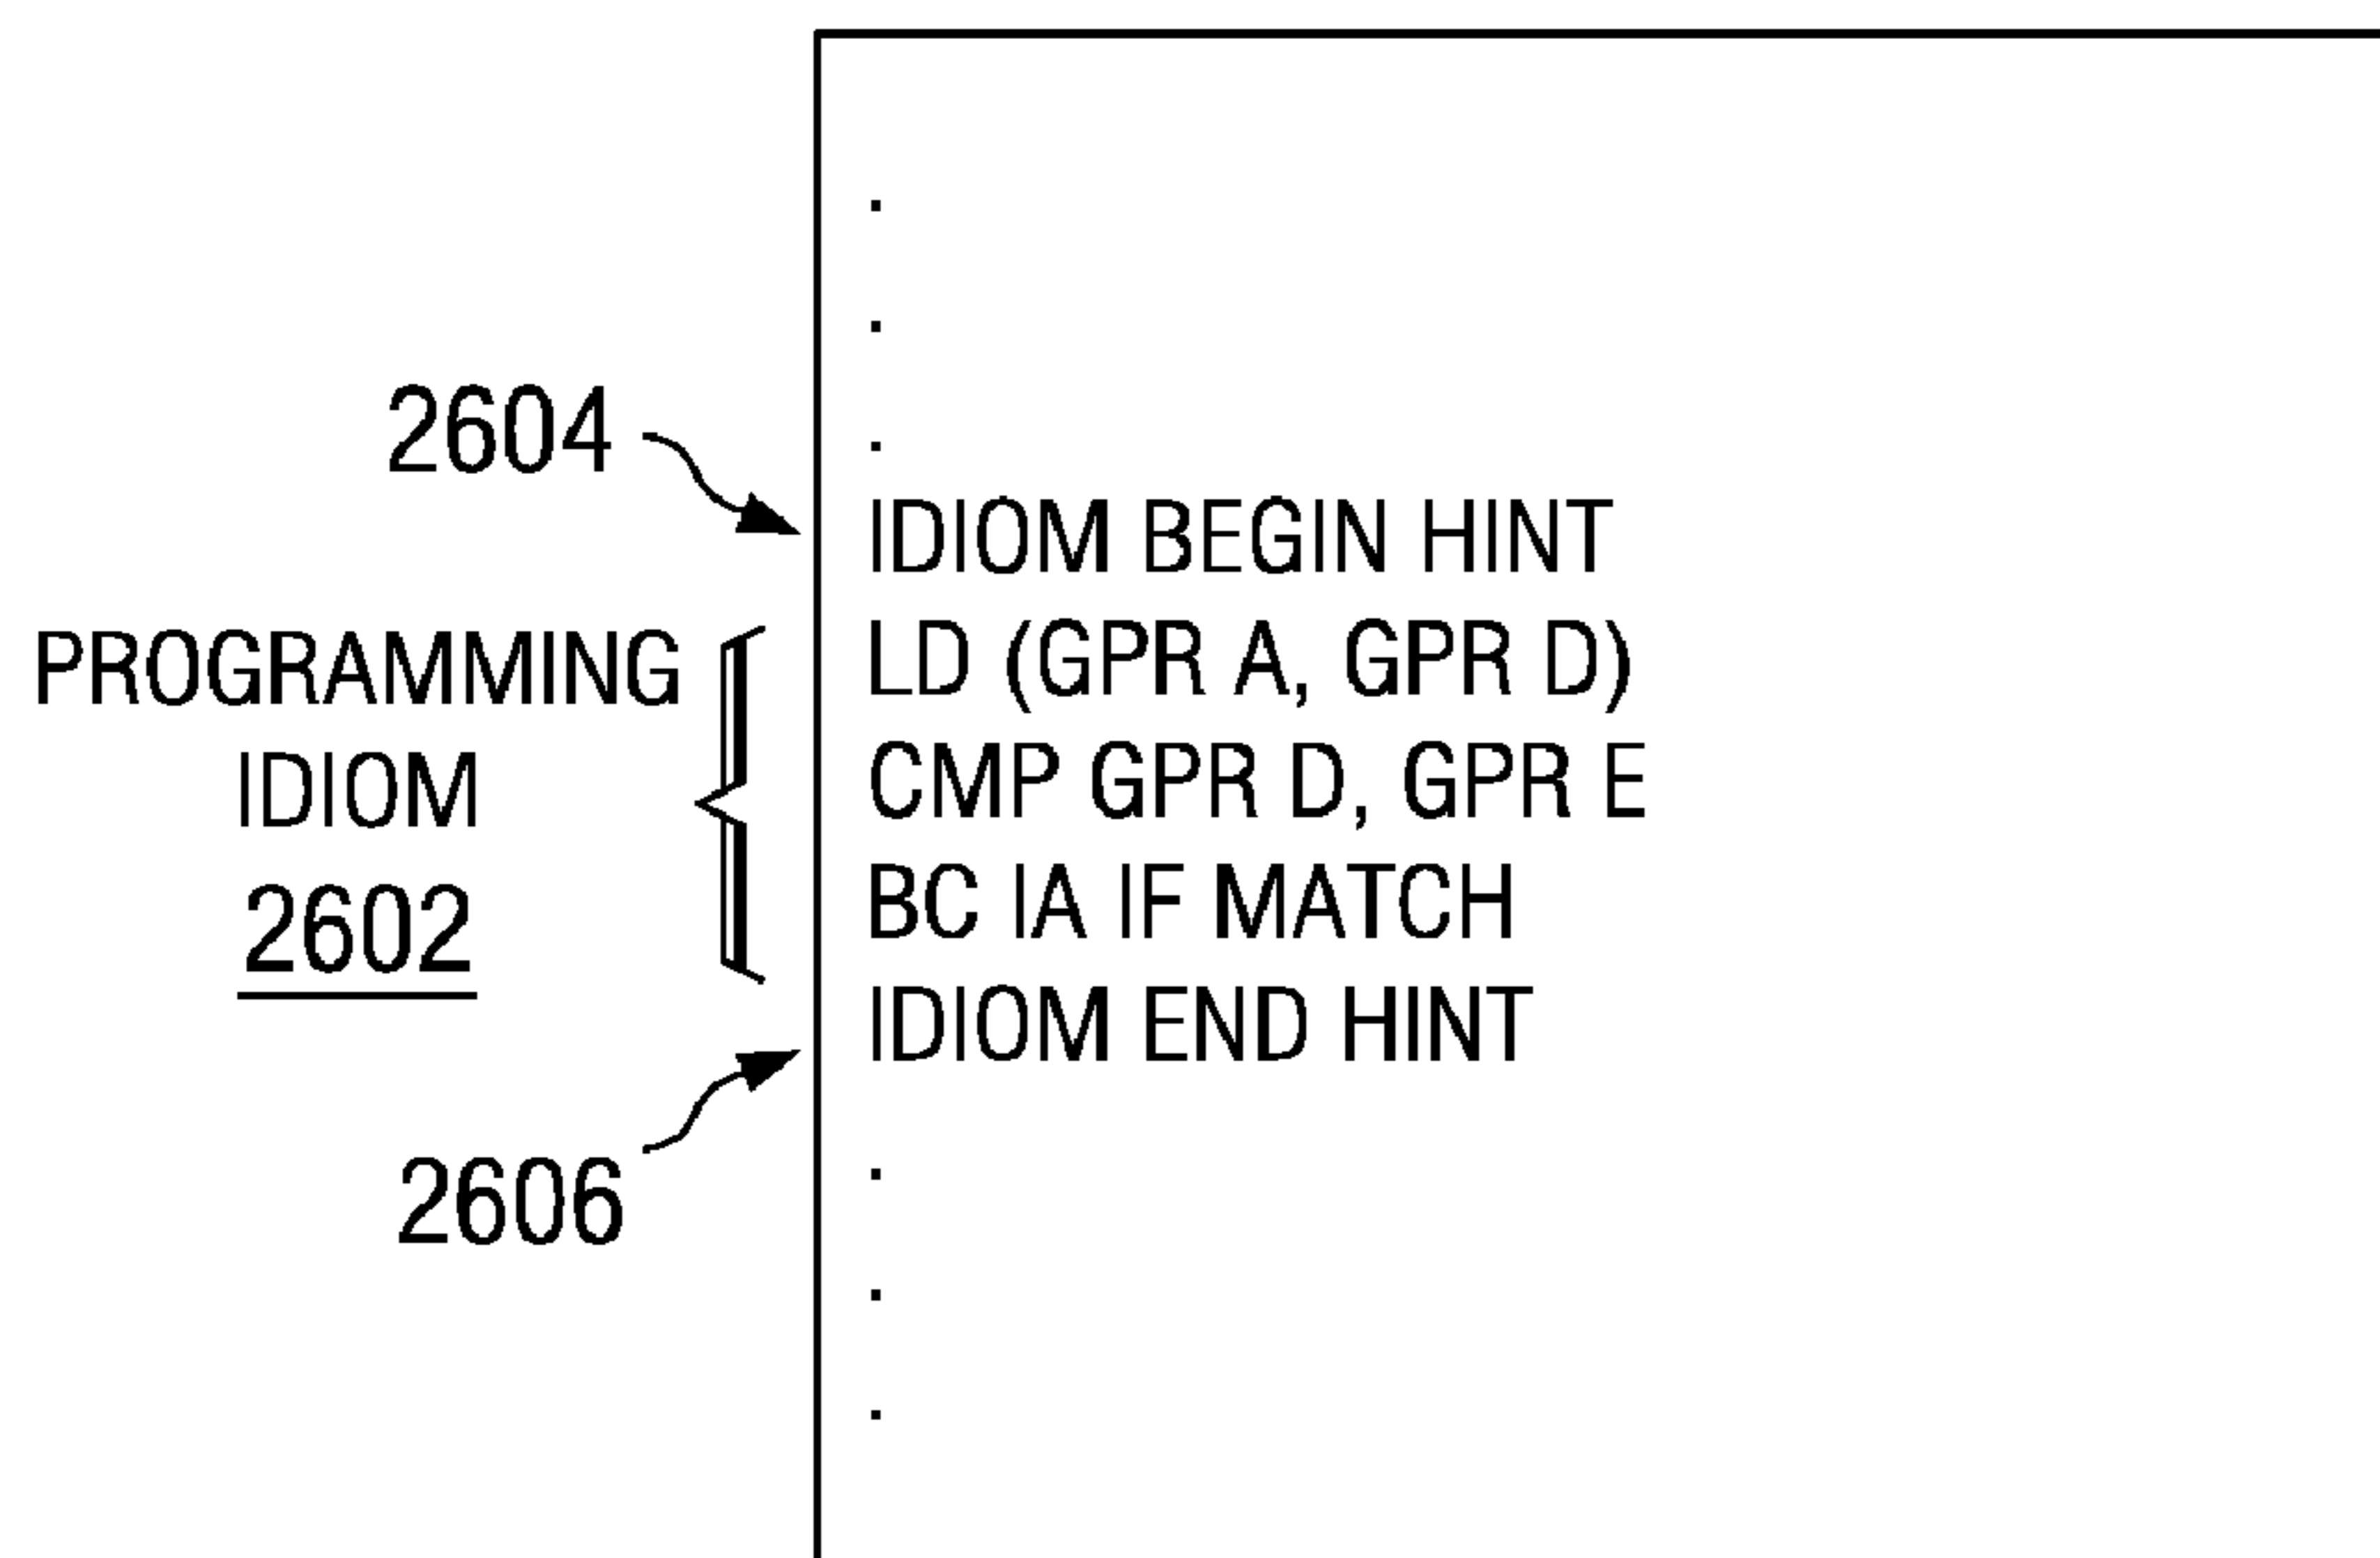 2604
IDIOM BEGIN HINT
PROGRAMMING
IDIOM
2602
LD (GPR A, GPR D)
CMP GPR D, GPR E
BC IA IF MATCH
IDIOM END HINT
2606